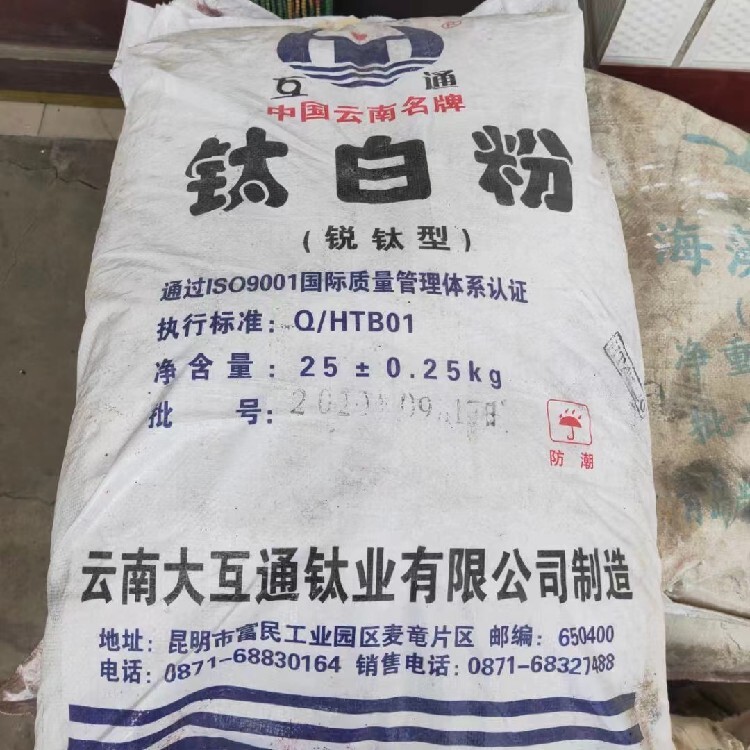 ®
互通
中国云南名牌
钛白粉
(锐钛型)
通过ISO9001国际质量管理体系认证
执行标准: Q/HTB01
净含量: 25±0.25kg
批号:
防潮
云南大互通钛业有限公司制造
地址: 昆明市富民工业园区麦竜片区 邮编: 650400
电话: 0871-68830164 销售电话: 0871-68327488
海
净重
批